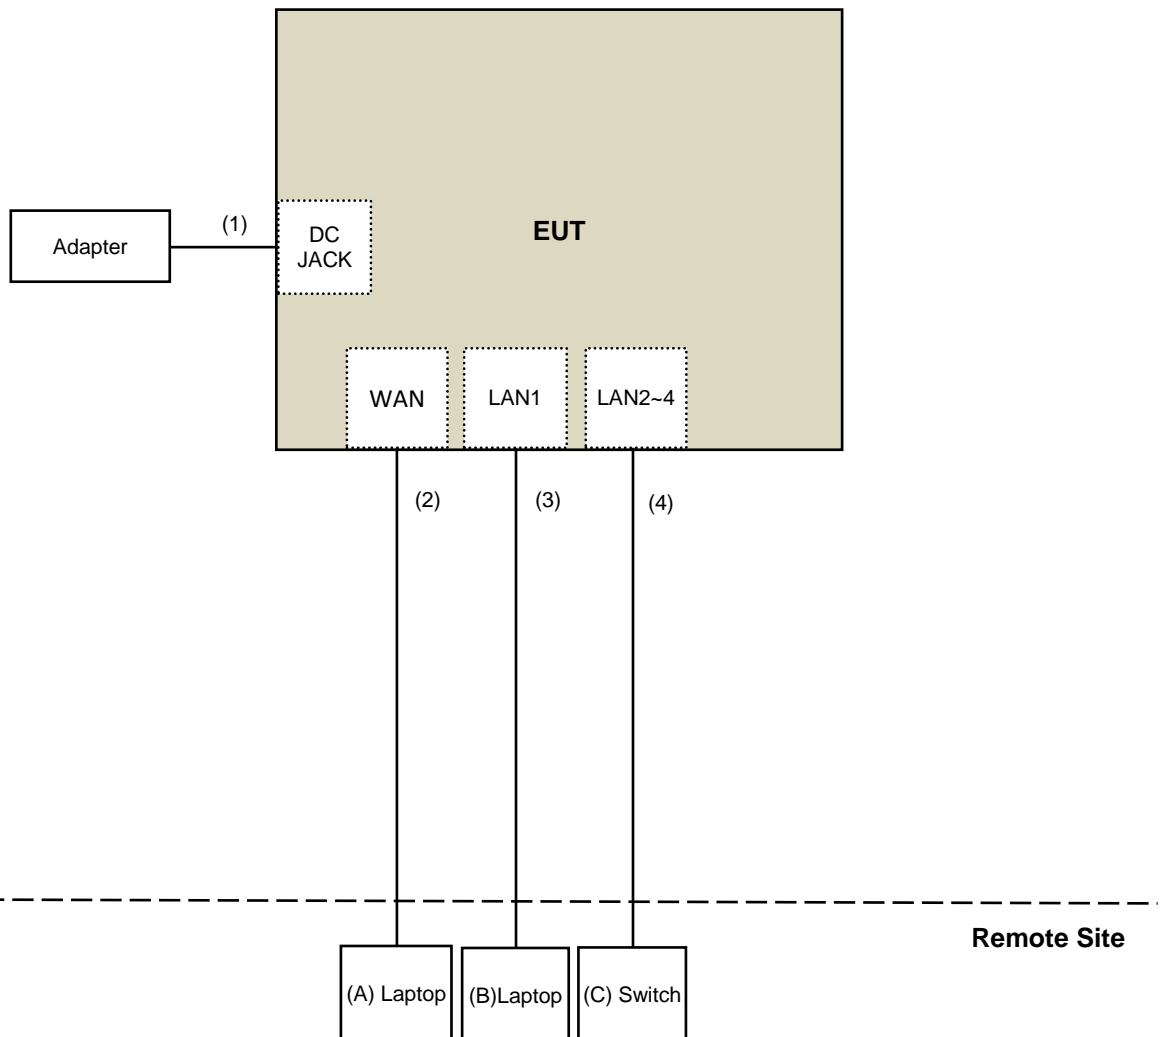 EUT
(1)
Adapter
DC
JACK
WAN
LAN1
LAN2~4
(2)
(3)
(4)
Remote Site
(A) Laptop
(B)Laptop
(C) Switch